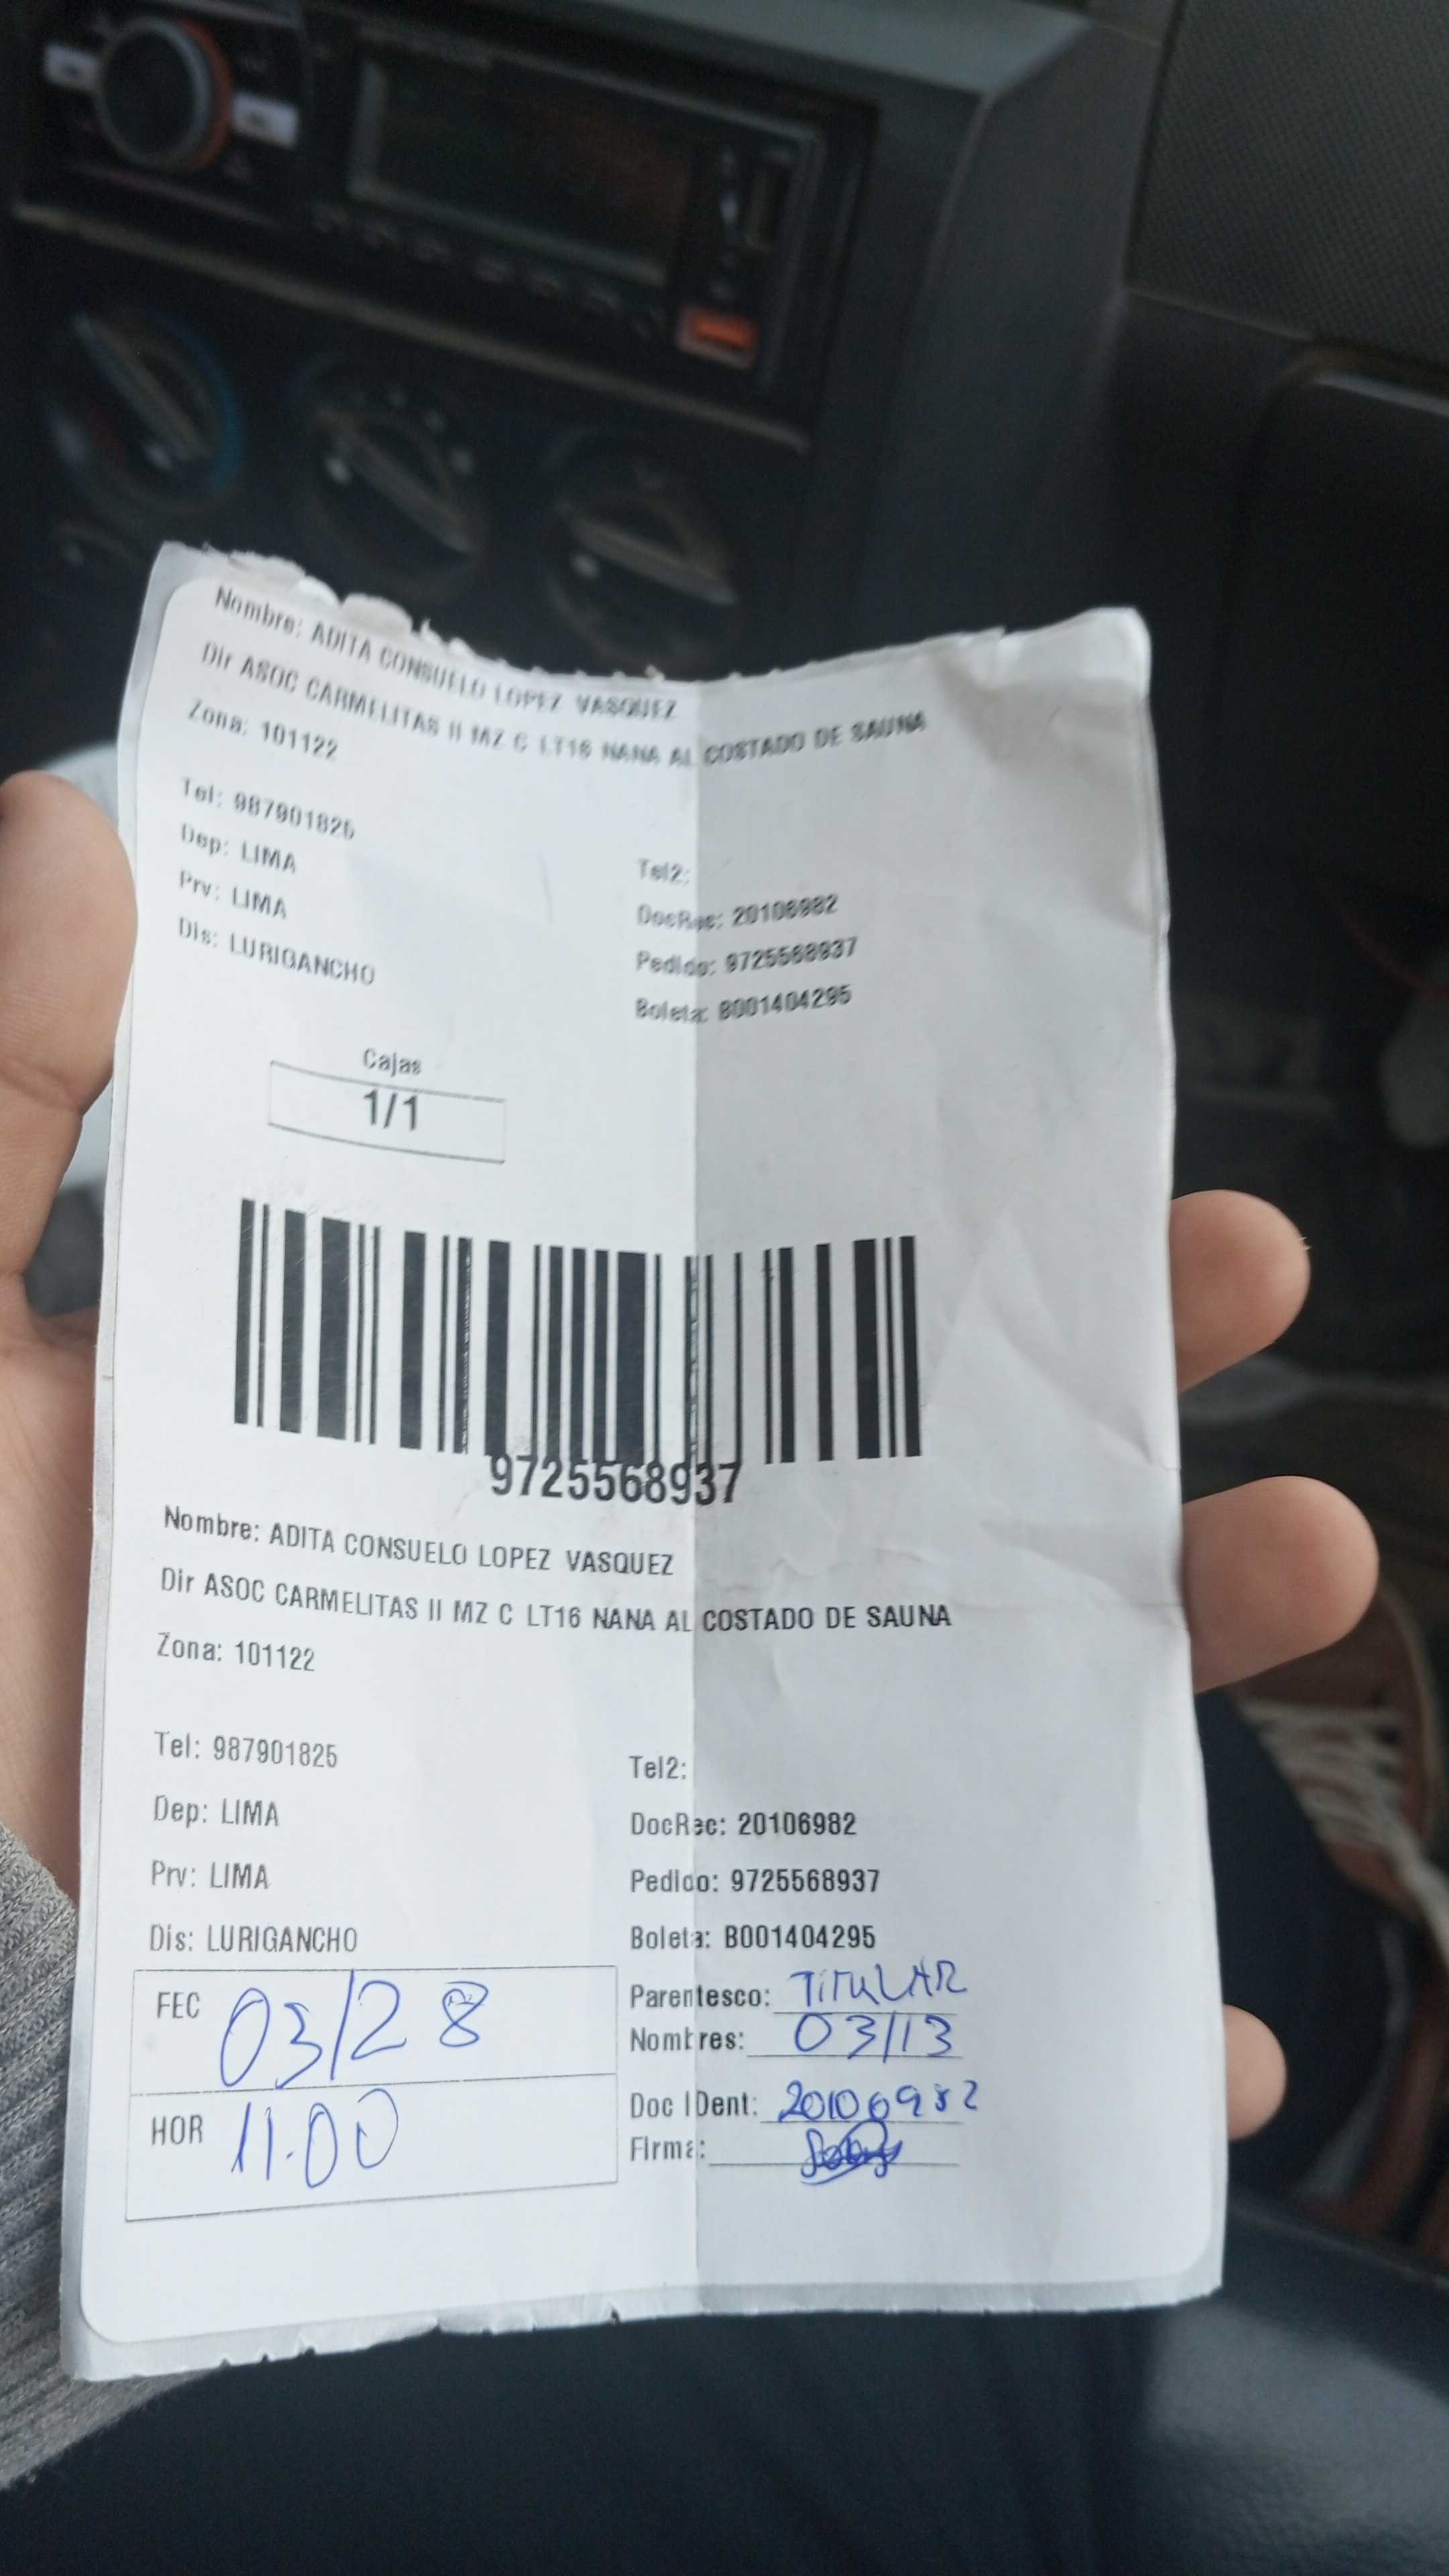 Nombre: ADITA CONSUELO LOPEZ VASQUEZ
Dir ASOC CARMELITAS II MZ C LT16 NANA AL COSTADO DE SAUNA
Zona: 101122
Tel: 987901825
Tel2:
Dep: LIMA
DocRec: 20106982
Prv: LIMA
Pedido: 9725568937
Dis: LURIGANCHO
Boleta: B001404295
Cajas
1/1
9725568937
Nombre: ADITA CONSUELO LOPEZ VASQUEZ
Dir ASOC CARMELITAS II MZ C LT16 NANA AL COSTADO DE SAUNA
Zona: 101122
Tel: 987901825
Tel2:
Dep: LIMA
DocRec: 20106982
Prv: LIMA
Pedido: 9725568937
Dis: LURIGANCHO
Boleta: B001404295
FEC 03/28
Parentesco: TITULAR
Nombres: 03/13
HOR 11.00
Doc IDent: 20106982
Firma: